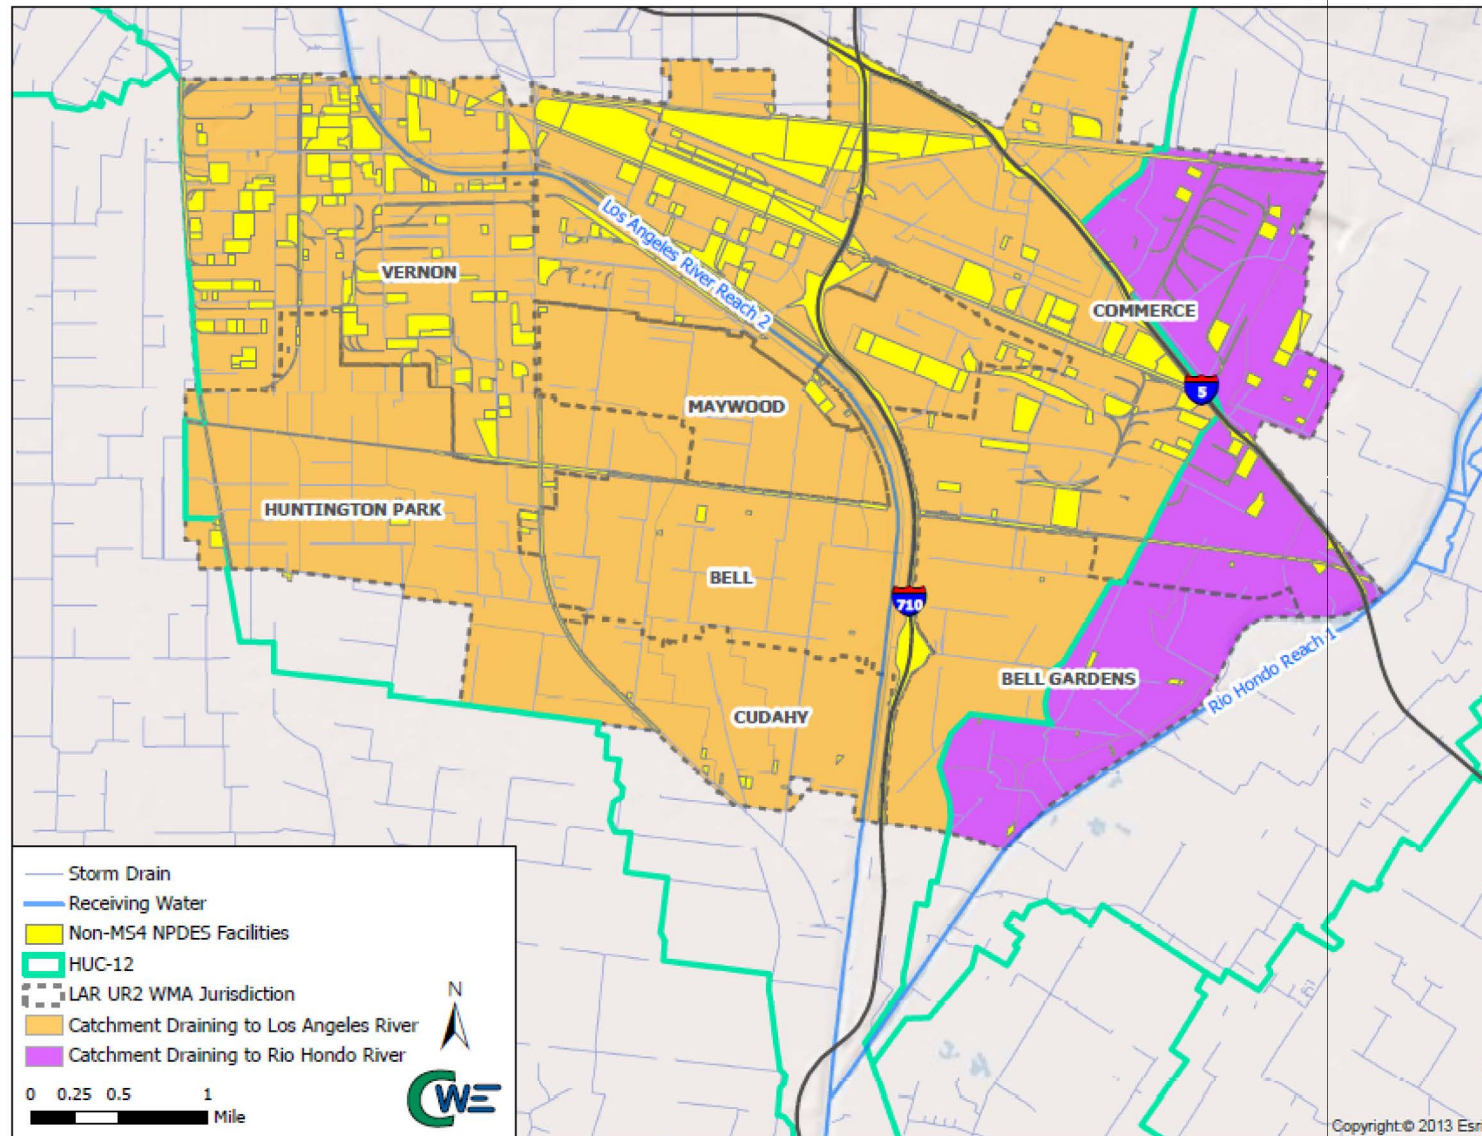 Los Angeles River Reach 2
VERNON
COMMERCE
5
MAYWOOD
HUNTINGTON PARK
BELL
710
BELL GARDENS
Rio Hondo Reach 1
CUDAHY
Storm Drain
Receiving Water
Non-MS4 NPDES Facilities
HUC-12
LAR UR2 WMA Jurisdiction
N
Catchment Draining to Los Angeles River
Catchment Draining to Rio Hondo River
0 0.25 0.5 1
Mile
CWE
Copyright:© 2013 Esri